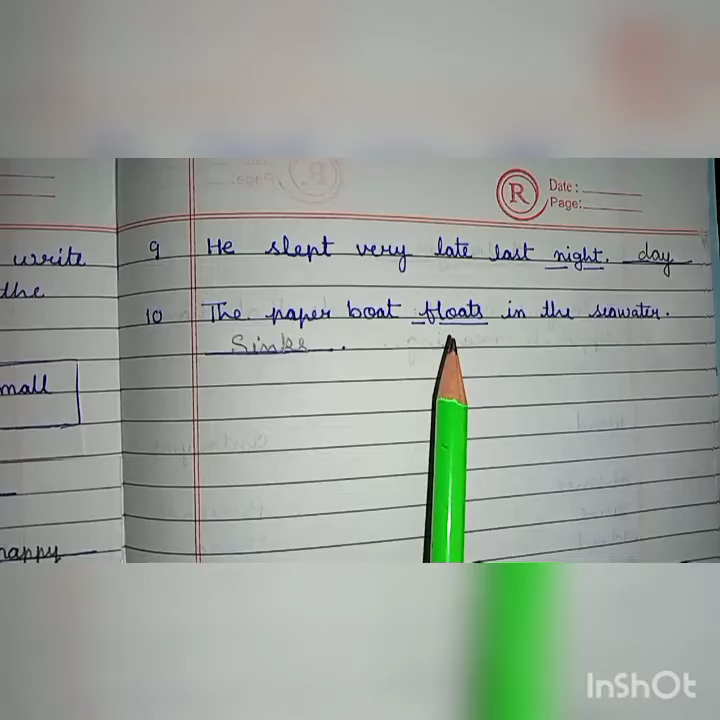 R
Date :
Page:
write
the
mall
happy
9 He slept very late last night. day
10 The paper boat floats in the seawater.
Sinks .
InShOt